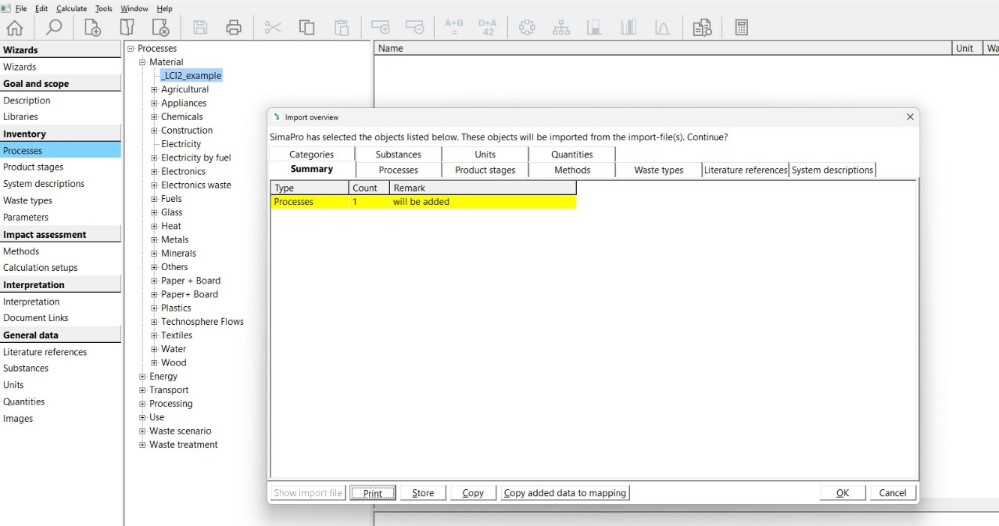 File Edit Calculate Tools Window Help
A+B
=
D+A
42
Wizards
Wizards
Goal and scope
Description
Libraries
Inventory
Processes
Product stages
System descriptions
Waste types
Parameters
Impact assessment
Methods
Calculation setups
Interpretation
Interpretation
Document Links
General data
Literature references
Substances
Units
Quantities
Images
Processes
Material
_LCI2_example
Agricultural
Appliances
Chemicals
Construction
Electricity
Electricity by fuel
Electronics
Electronics waste
Fuels
Glass
Heat
Metals
Minerals
Others
Paper + Board
Paper+ Board
Plastics
Technosphere Flows
Textiles
Water
Wood
Energy
Transport
Processing
Use
Waste scenario
Waste treatment
Name Unit Wa
Import overview
SimaPro has selected the objects listed below. These objects will be imported from the import-file(s). Continue?
Categories Substances Units Quantities
Summary Processes Product stages Methods Waste types Literature references System descriptions
Type Count Remark
Processes 1 will be added
Show import file Print Store Copy Copy added data to mapping OK Cancel